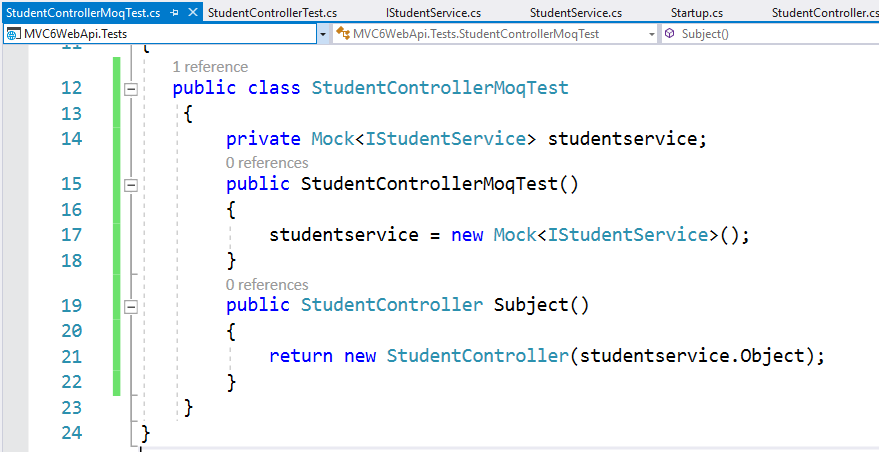 StudentControllerMoqTest.cs StudentControllerTest.cs IStudentService.cs StudentService.cs Startup.cs StudentController.cs
MVC6WebApi.Tests MVC6WebApi.Tests.StudentControllerMoqTest Subject()
11 {
1 reference
12 public class StudentControllerMoqTest
13 {
14 private Mock<IStudentService> studentservice;
0 references
15 public StudentControllerMoqTest()
16 {
17 studentservice = new Mock<IStudentService>();
18 }
0 references
19 public StudentController Subject()
20 {
21 return new StudentController(studentservice.Object);
22 }
23 }
24 }